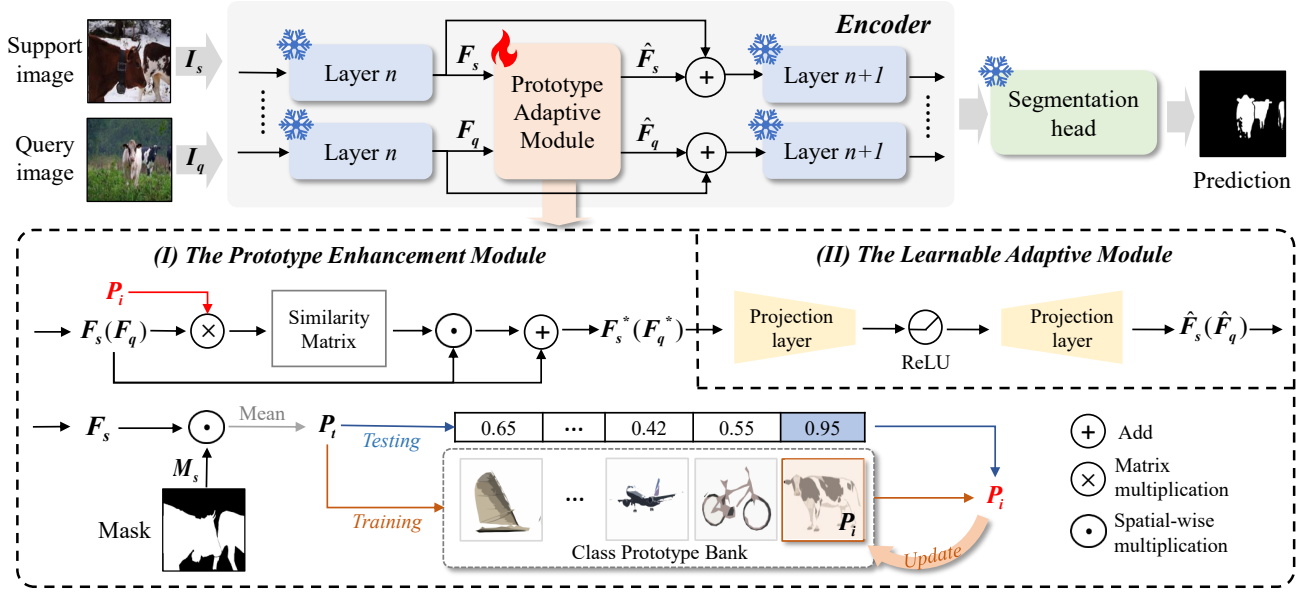 Support
image
I_s
Layer n
F_s
Prototype
Adaptive
Module
F̂_s
+
Encoder
Layer n+1
Segmentation
head
Prediction
Query
image
I_q
Layer n
F_q
F̂_q
+
Layer n+1
(I) The Prototype Enhancement Module
P_i
F_s(F_q)
×
Similarity
Matrix
+
F_s^*(F_q^*)
(II) The Learnable Adaptive Module
Projection
layer
ReLU
Projection
layer
F̂_s(F̂_q)
F_s
Mean
M_s
Mask
P_t
Testing
Training
0.65 ... 0.42 0.55 0.95
...
P_i
Class Prototype Bank
P_i
Update
+ Add
× Matrix
multiplication
Spatial-wise
multiplication